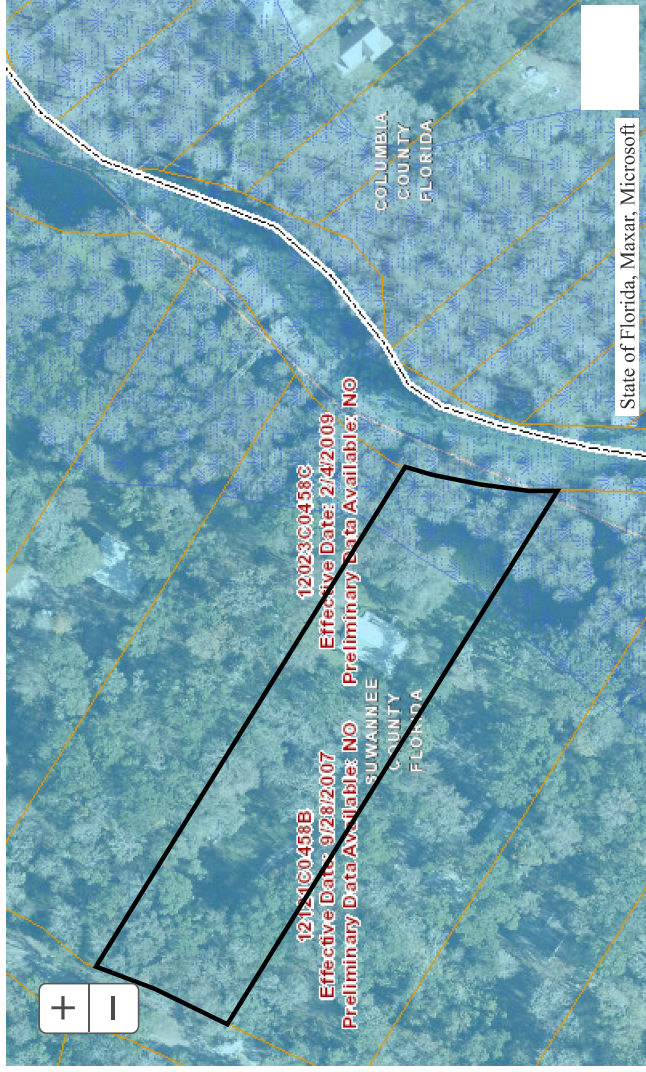 +
−
12121C0458B
Effective Date: 9/28/2007
Preliminary Data Available: NO
12023C0458C
Effective Date: 2/4/2009
Preliminary Data Available: NO
SUWANNEE
COUNTY
FLORIDA
COLUMBIA
COUNTY
FLORIDA
State of Florida, Maxar, Microsoft